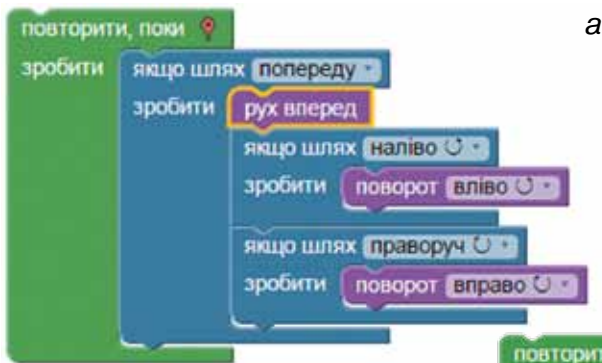 повторити, поки
а
зробити якщо шлях попереду
зробити рух вперед
якщо шлях наліво
зробити поворот вліво
якщо шлях праворуч
зробити поворот вправо